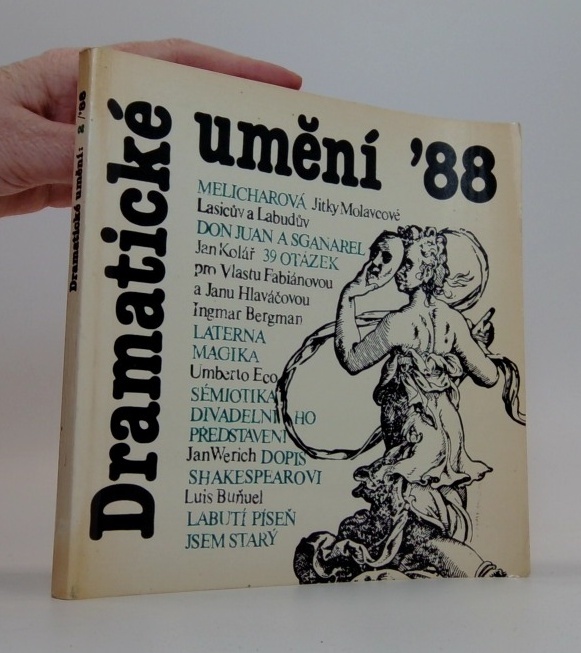 Dramatické umění: 2/'88
Dramatické
umění '88
MELICHAROVÁ Jitky Molavcové
Lasicův a Labudův
DON JUAN A SGANAREL
Jan Kolář 39 OTÁZEK
pro Vlastu Fabiánovou
a Janu Hlaváčovou
Ingmar Bergman
LATERNA
MAGIKA
Umberto Eco
SÉMIOTIKA
DIVADELNÍHO
PŘEDSTAVENÍ
Jan Werich DOPIS
SHAKESPEAROVI
Luis Buñuel
LABUTÍ PÍSEŇ
JSEM STARÝ